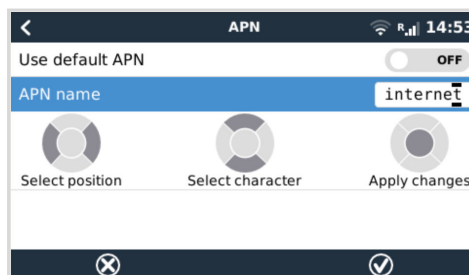 APN R 14:53
Use default APN OFF
APN name internet
Select position Select character Apply changes